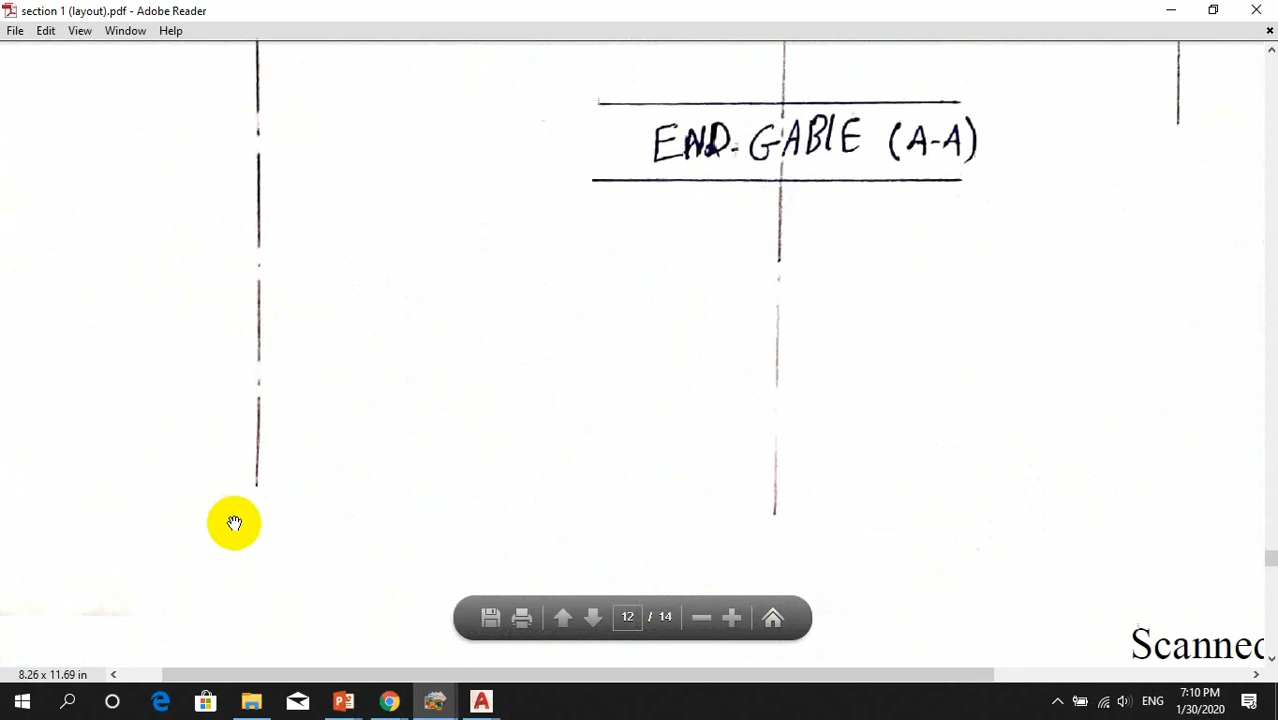 section 1 (layout).pdf - Adobe Reader
File Edit View Window Help
END-GABLE (A-A)
12 / 14
Scanned
8.26 x 11.69 in
ENG
7:10 PM
1/30/2020